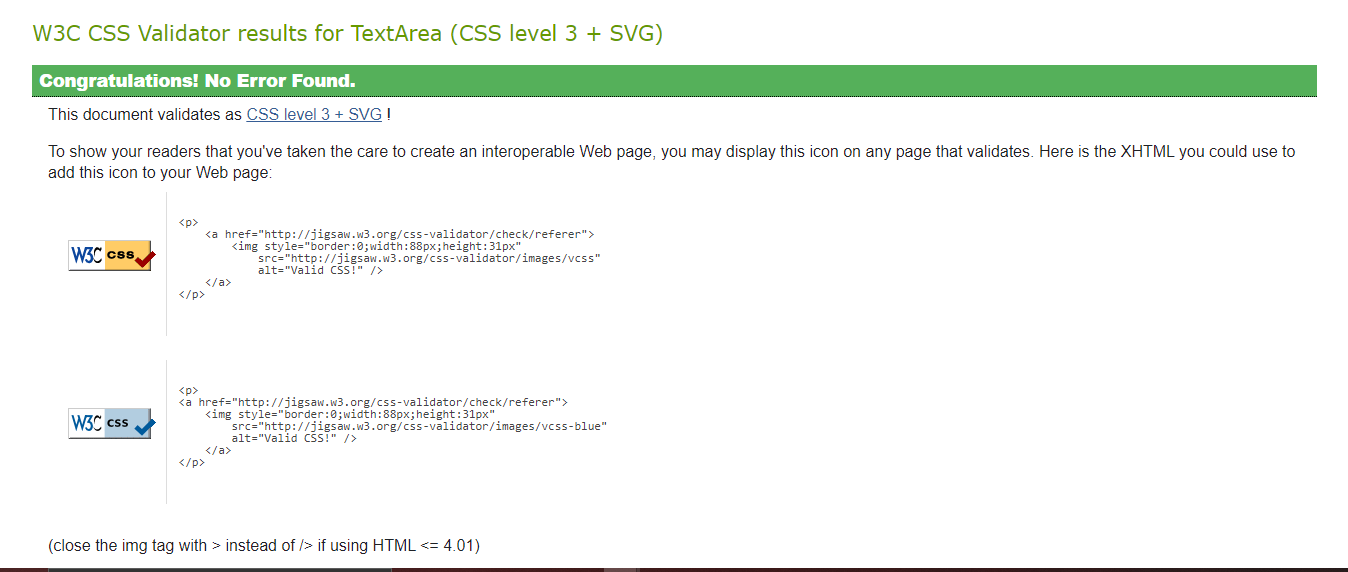 W3C CSS Validator results for TextArea (CSS level 3 + SVG)
Congratulations! No Error Found.
This document validates as CSS level 3 + SVG !
To show your readers that you've taken the care to create an interoperable Web page, you may display this icon on any page that validates. Here is the XHTML you could use to
add this icon to your Web page:
W3C css
<p>
    <a href="http://jigsaw.w3.org/css-validator/check/referer">
        <img style="border:0;width:88px;height:31px"
            src="http://jigsaw.w3.org/css-validator/images/vcss"
            alt="Valid CSS!" />
    </a>
</p>
W3C css
<p>
<a href="http://jigsaw.w3.org/css-validator/check/referer">
    <img style="border:0;width:88px;height:31px"
        src="http://jigsaw.w3.org/css-validator/images/vcss-blue"
        alt="Valid CSS!" />
    </a>
</p>
(close the img tag with > instead of /> if using HTML <= 4.01)